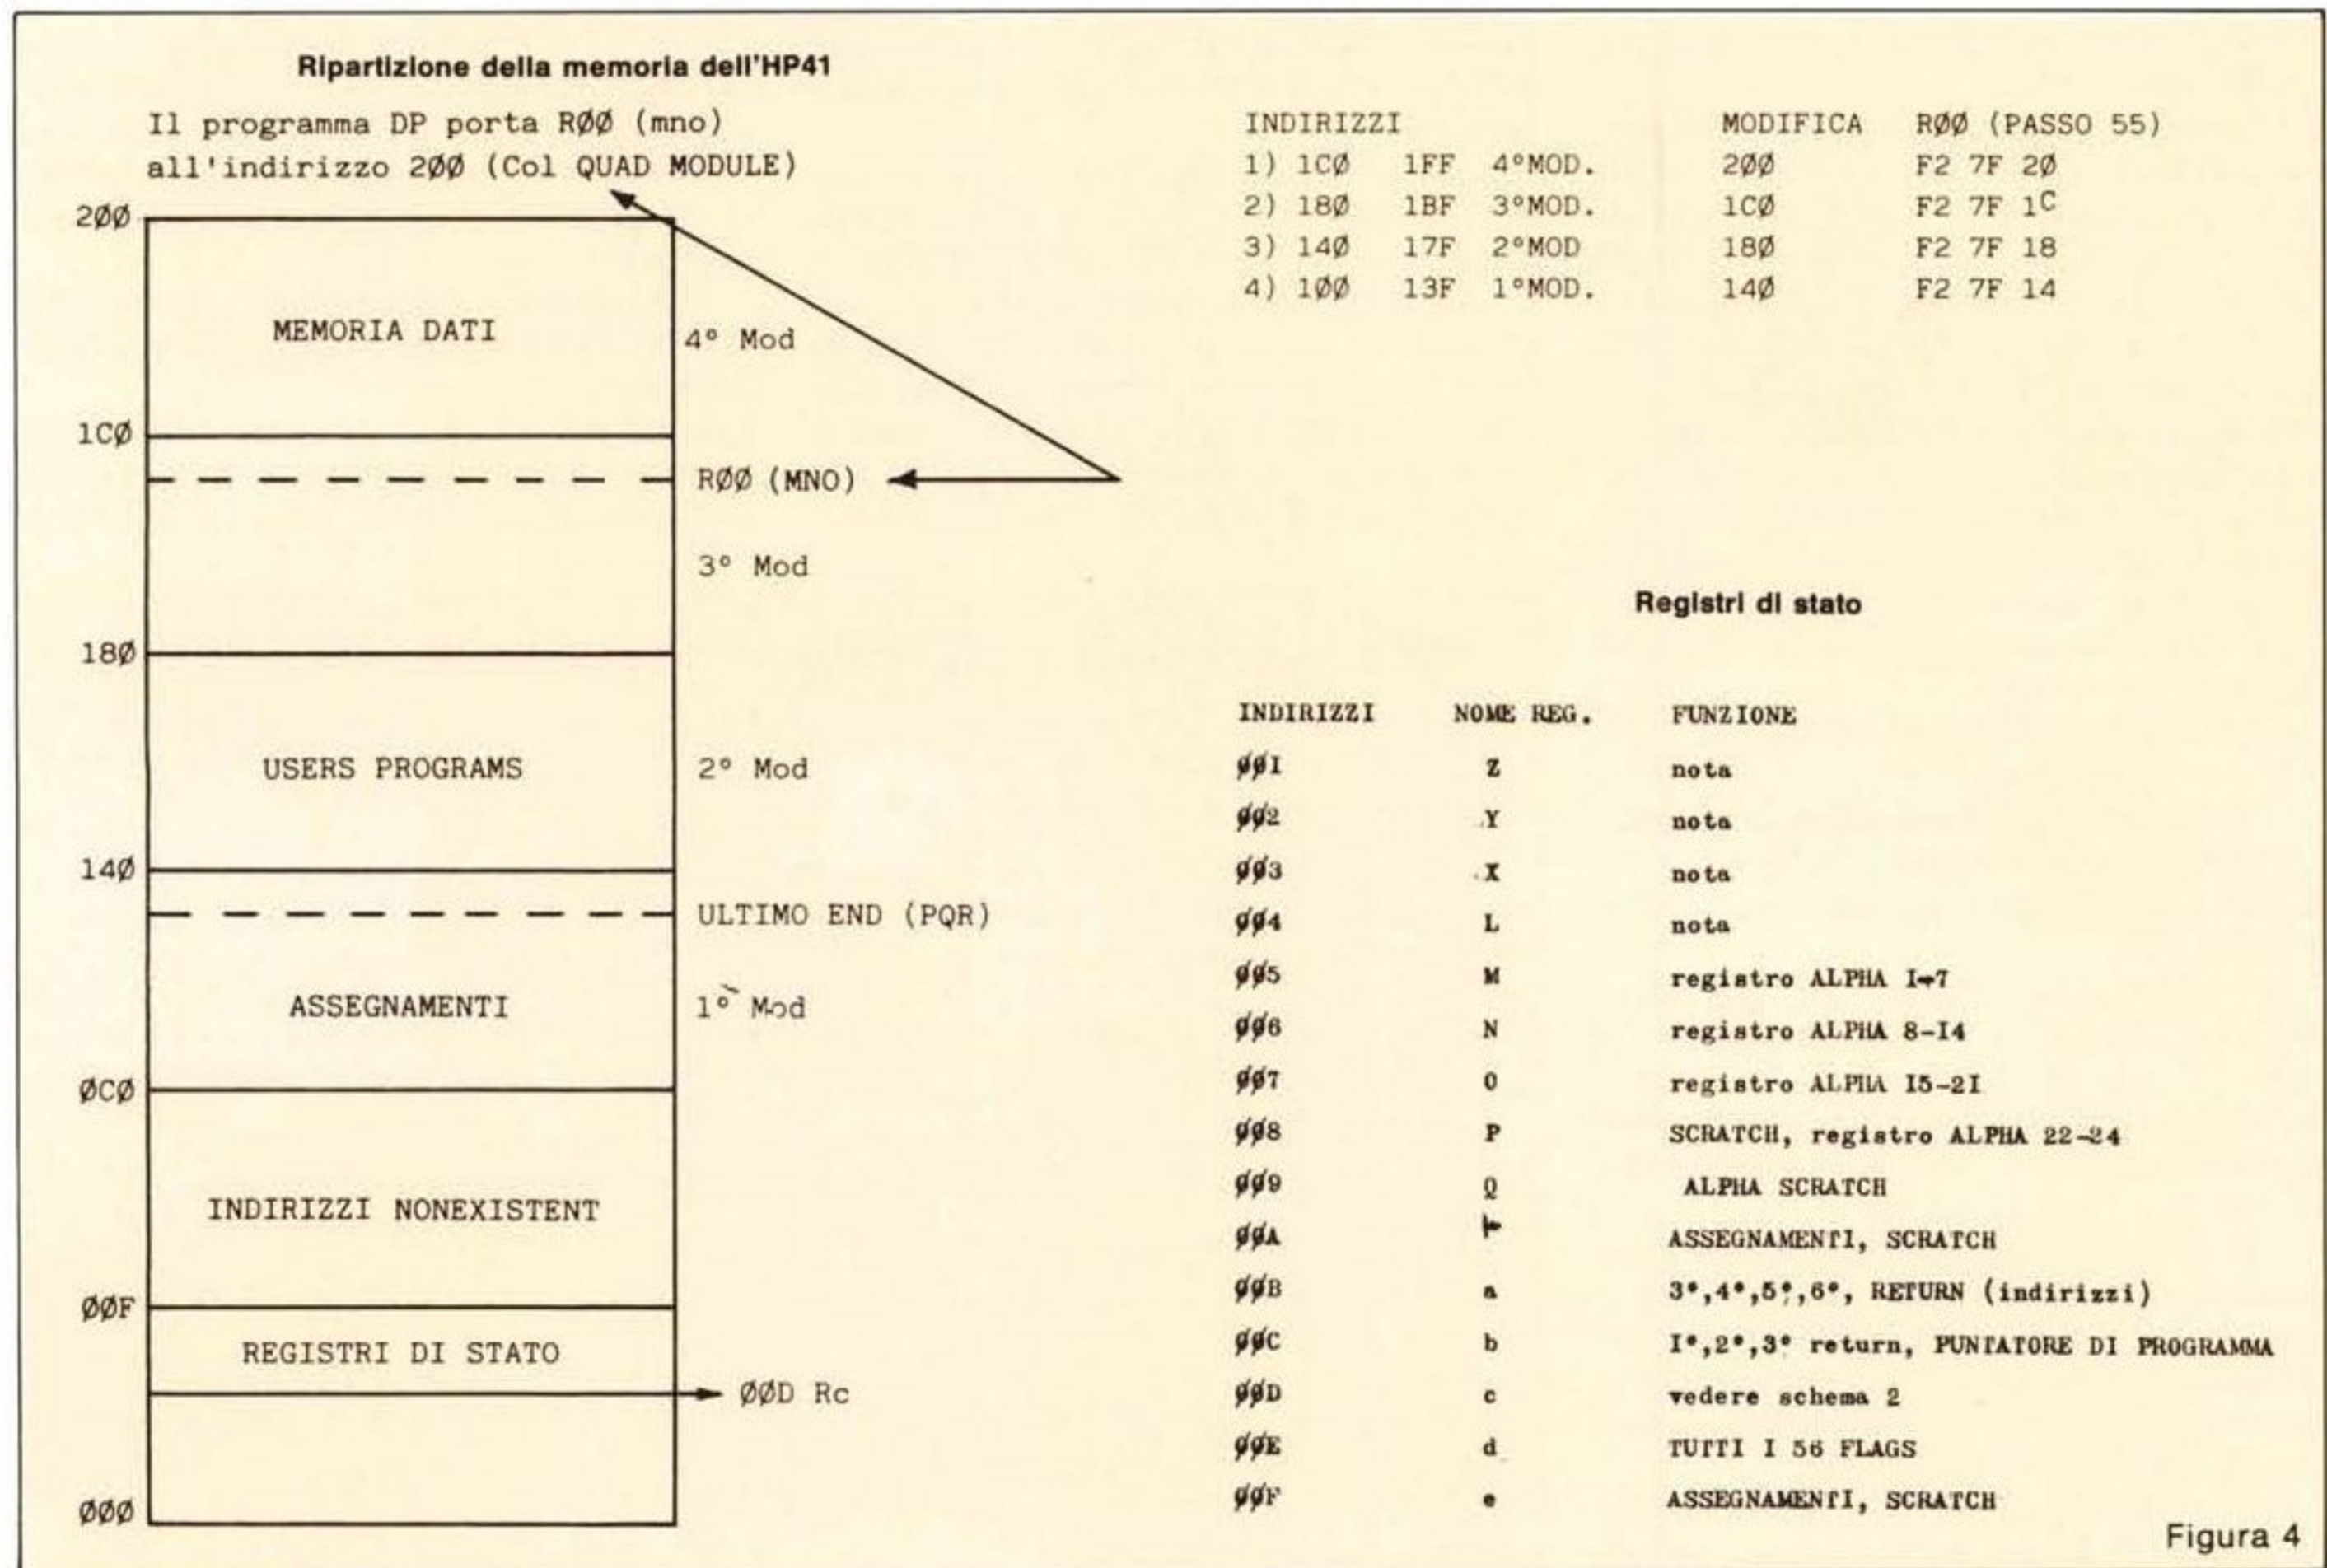 Ripartizione della memoria dell'HP41
Il programma DP porta RØØ (mno)
all'indirizzo 2ØØ (Col QUAD MODULE)
2ØØ
MEMORIA DATI
4° Mod
1CØ
RØØ (MNO)
3° Mod
18Ø
USERS PROGRAMS
2° Mod
14Ø
ULTIMO END (PQR)
ASSEGNAMENTI
1° Mod
ØCØ
INDIRIZZI NONEXISTENT
ØØF
REGISTRI DI STATO
ØØD Rc
ØØØ
INDIRIZZI MODIFICA RØØ (PASSO 55)
1) 1CØ 1FF 4°MOD. 2ØØ F2 7F 2Ø
2) 18Ø 1BF 3°MOD. 1CØ F2 7F 1C
3) 14Ø 17F 2°MOD 18Ø F2 7F 18
4) 1ØØ 13F 1°MOD. 14Ø F2 7F 14
Registri di stato
INDIRIZZI NOME REG. FUNZIONE
ØØI Z nota
ØØ2 Y nota
ØØ3 X nota
ØØ4 L nota
ØØ5 M registro ALPHA I→7
ØØ6 N registro ALPHA 8-I4
ØØ7 O registro ALPHA I5-2I
ØØ8 P SCRATCH, registro ALPHA 22-24
ØØ9 Q ALPHA SCRATCH
ØØA ⊢ ASSEGNAMENTI, SCRATCH
ØØB a 3°,4°,5°,6°, RETURN (indirizzi)
ØØC b I°,2°,3° return, PUNTATORE DI PROGRAMMA
ØØD c vedere schema 2
ØØE d TUTTI I 56 FLAGS
ØØF e ASSEGNAMENTI, SCRATCH
Figura 4